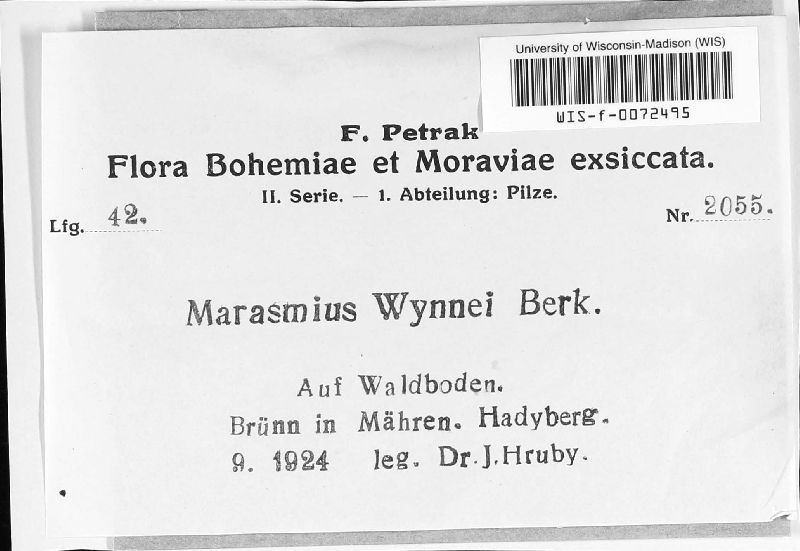 University of Wisconsin-Madison (WIS)
WIS-f-0072495
F. Petrak
Flora Bohemiae et Moraviae exsiccata.
II. Serie. — 1. Abteilung: Pilze.
Lfg. 42.
Nr. 2055.
Marasmius Wynnei Berk.
Auf Waldboden.
Brünn in Mähren. Hadyberg.
9. 1924 leg. Dr.J.Hruby.